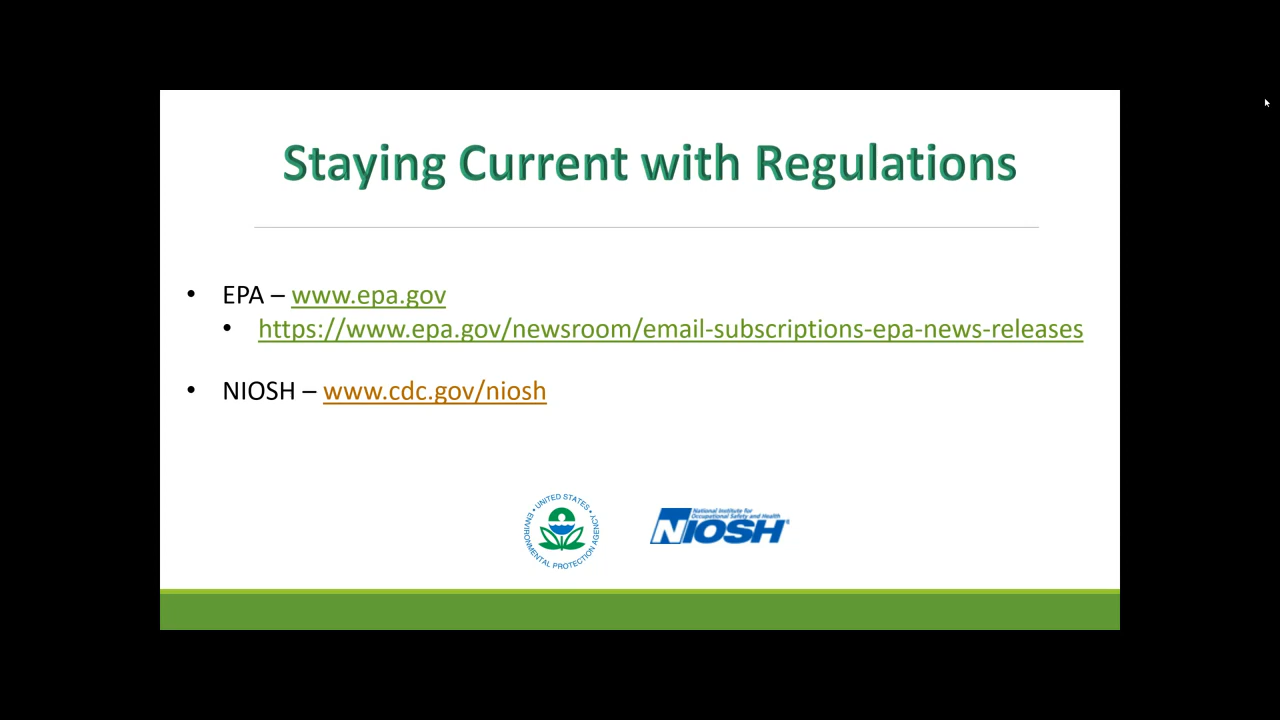 Staying Current with Regulations
• EPA – www.epa.gov
• https://www.epa.gov/newsroom/email-subscriptions-epa-news-releases
• NIOSH – www.cdc.gov/niosh
UNITED STATES • ENVIRONMENTAL PROTECTION AGENCY •
National Institute for
Occupational Safety and Health
NIOSH®